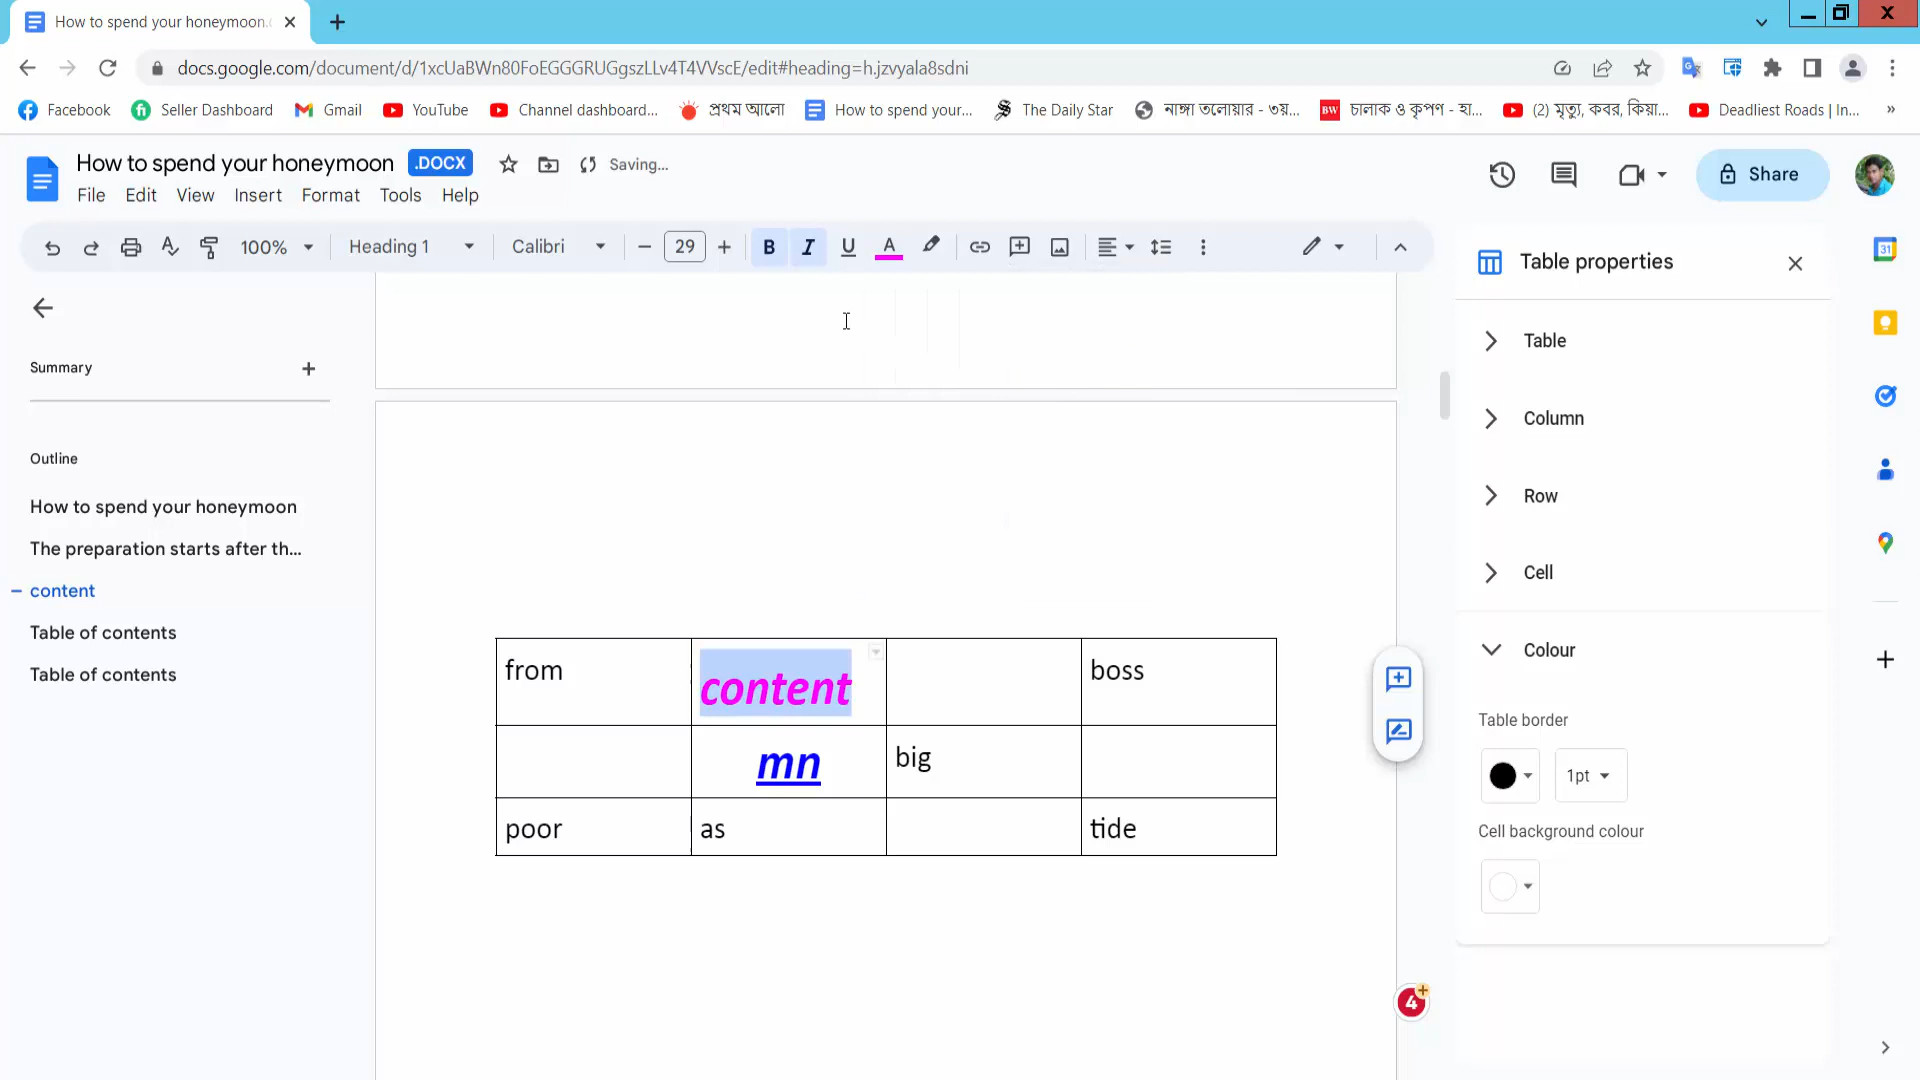 How to spend your honeymoon.c
docs.google.com/document/d/1xcUaBWn80FoEGGGRUGgszLLv4T4VVscE/edit#heading=h.jzvyala8sdni
Facebook Seller Dashboard Gmail YouTube Channel dashboard... প্রথম আলো How to spend your... The Daily Star নাঙ্গা তলোয়ার - ৩য়... BW চালাক ও কৃপণ - হা... (2) মৃত্যু, কবর, কিয়া... Deadliest Roads | In... »
How to spend your honeymoon .DOCX Saving...
Share
File Edit View Insert Format Tools Help
100% Heading 1 Calibri 29 B I U A
Table properties
31
Summary
Table
Column
Outline
Row
How to spend your honeymoon
The preparation starts after th...
Cell
content
Table of contents
Colour
Table of contents
from content boss
Table border
mn big
1pt
poor as tide
Cell background colour
4